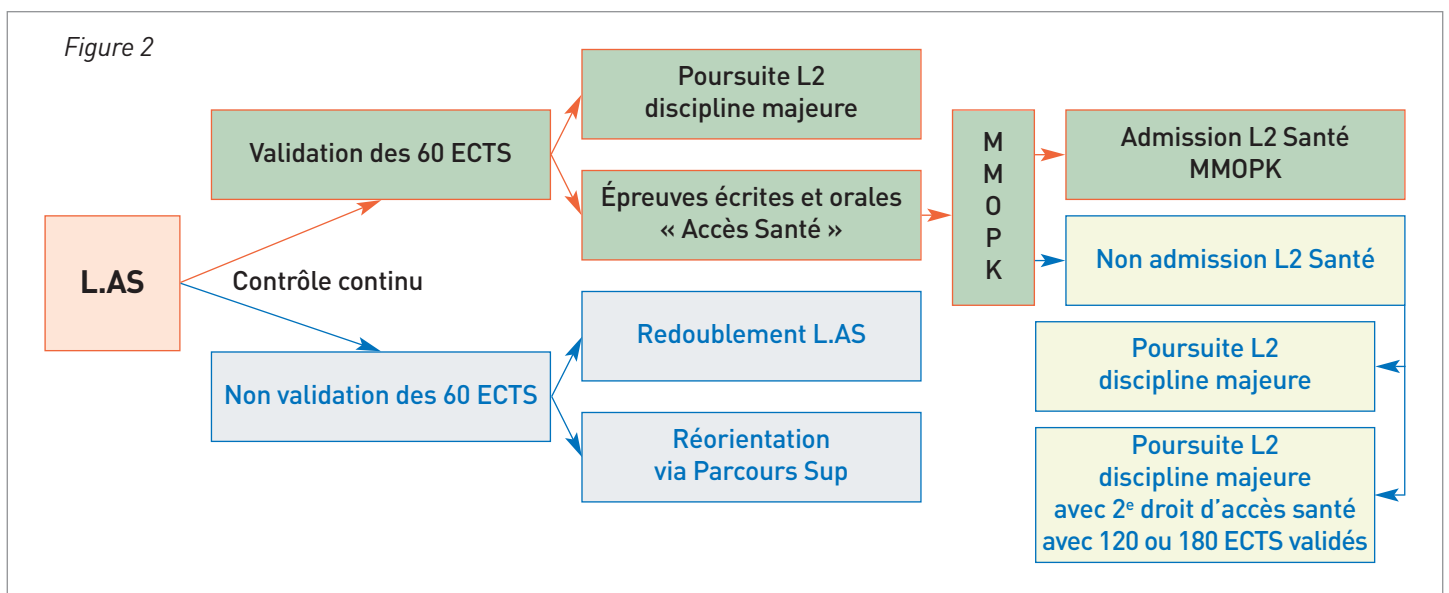 Figure 2
Poursuite L2
discipline majeure
Validation des 60 ECTS
Épreuves écrites et orales
« Accès Santé »
M
M
O
P
K
Admission L2 Santé
MMOPK
Non admission L2 Santé
L.AS
Contrôle continu
Redoublement L.AS
Non validation des 60 ECTS
Réorientation
via Parcours Sup
Poursuite L2
discipline majeure
Poursuite L2
discipline majeure
avec 2e droit d’accès santé
avec 120 ou 180 ECTS validés